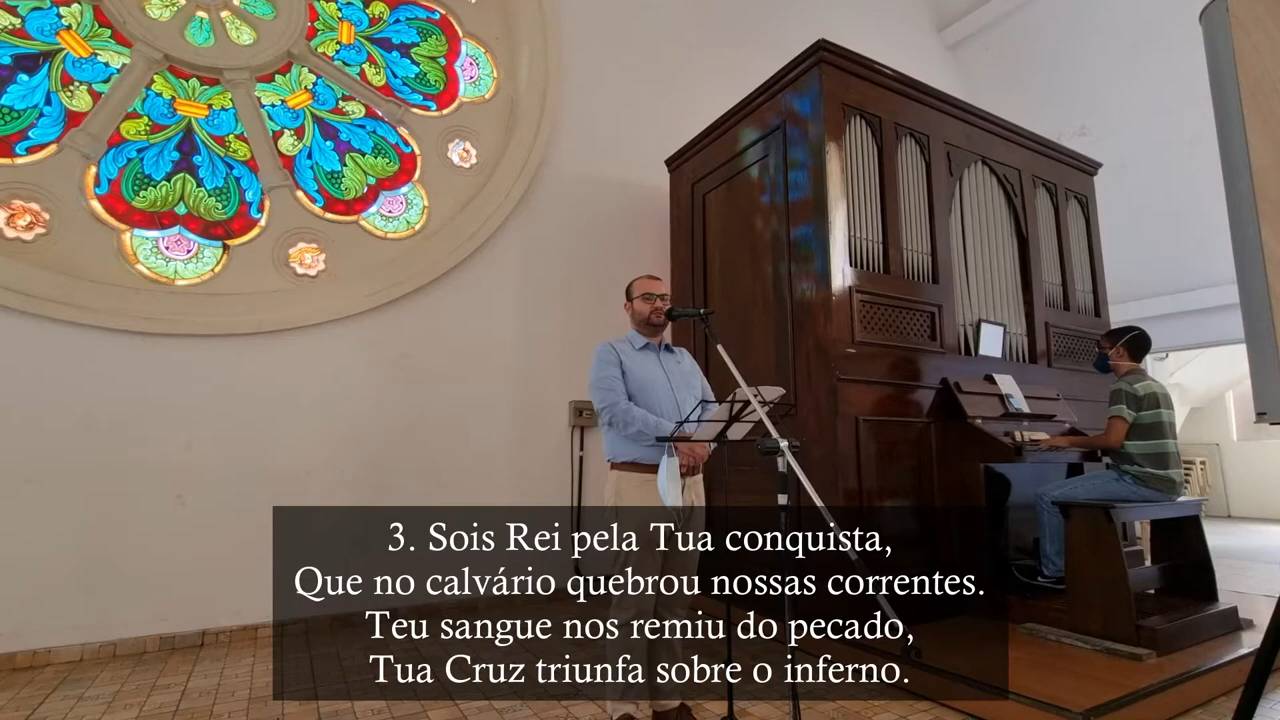 3. Sois Rei pela Tua conquista,
Que no calvário quebrou nossas correntes.
Teu sangue nos remiu do pecado,
Tua Cruz triunfa sobre o inferno.